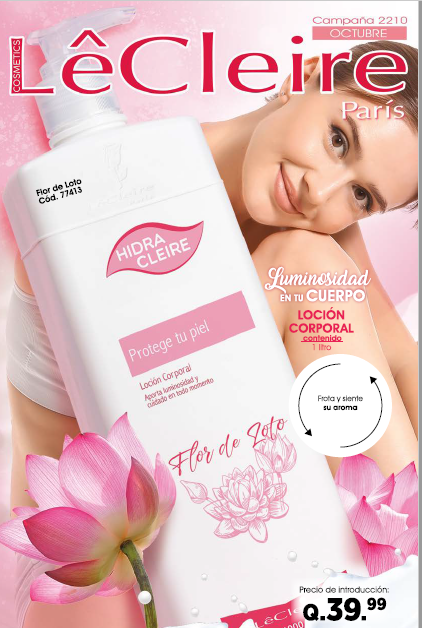 Campaña 2210
OCTUBRE
COSMETICS
LêCleire
París
Flor de Loto
Cód. 77413
HIDRA
CLEIRE
Protege tu piel
Loción Corporal
Aporta luminosidad y
cuidado en todo momento
Flor de Loto
Luminosidad
EN TU CUERPO
LOCIÓN
CORPORAL
contenido
1 litro
Frota y siente
su aroma
Precio de introducción:
Q.39.99
LêCleire